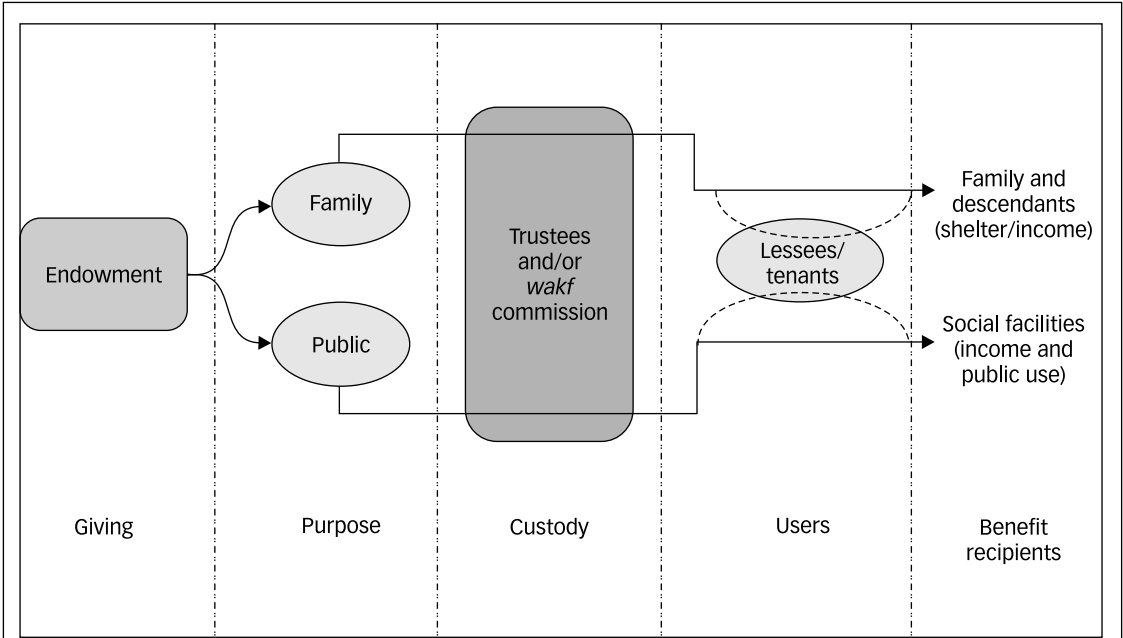 Endowment
Family
Public
Trustees
and/or
wakf
commission
Lessees/
tenants
Family and
descendants
(shelter/income)
Social facilities
(income and
public use)
Giving
Purpose
Custody
Users
Benefit
recipients